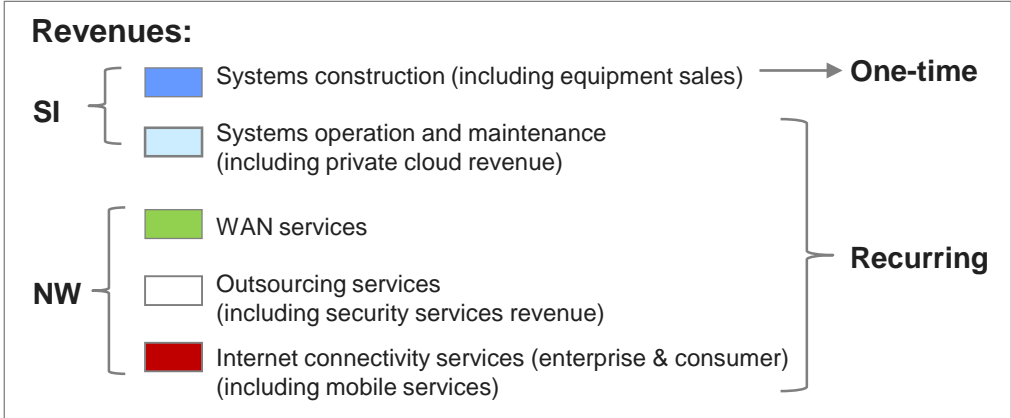 Revenues:
Systems construction (including equipment sales)
One-time
SI
Systems operation and maintenance
(including private cloud revenue)
WAN services
Recurring
NW
Outsourcing services
(including security services revenue)
Internet connectivity services (enterprise & consumer)
(including mobile services)